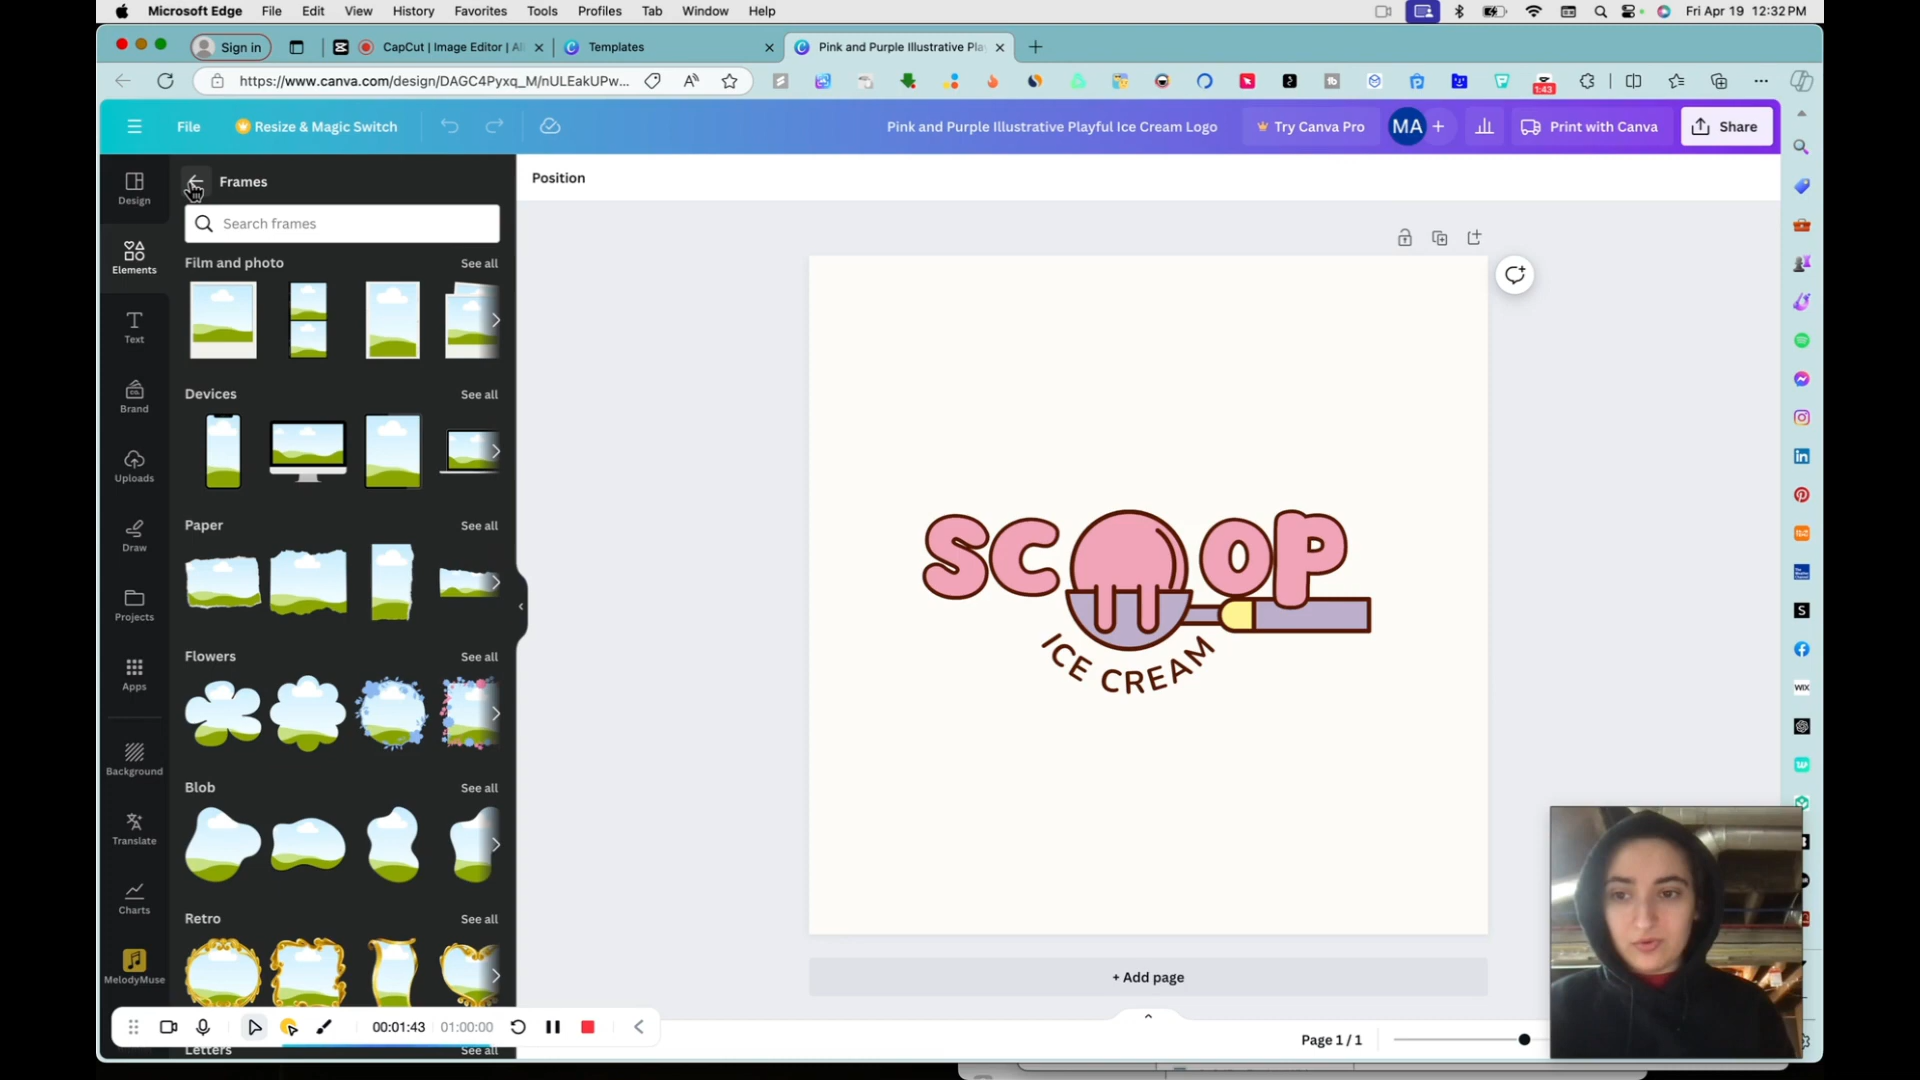 Microsoft Edge File Edit View History Favorites Tools Profiles Tab Window Help Fri Apr 19 12:32 PM
Sign in CapCut | Image Editor | Al Templates Pink and Purple Illustrative Pla
https://www.canva.com/design/DAGC4Pyxq_M/nULEakUPw... 1:43
File Resize & Magic Switch Pink and Purple Illustrative Playful Ice Cream Logo Try Canva Pro MA + Print with Canva Share
Design
Elements
Text
Brand
Uploads
Draw
Projects
Apps
Background
Translate
Charts
MelodyMuse
Frames
Search frames
Film and photo See all
Devices See all
Paper See all
Flowers See all
Blob See all
Retro See all
Letters See all
Position
SCOOP
ICE CREAM
+ Add page
00:01:43 01:00:00
Page 1 / 1
WIX